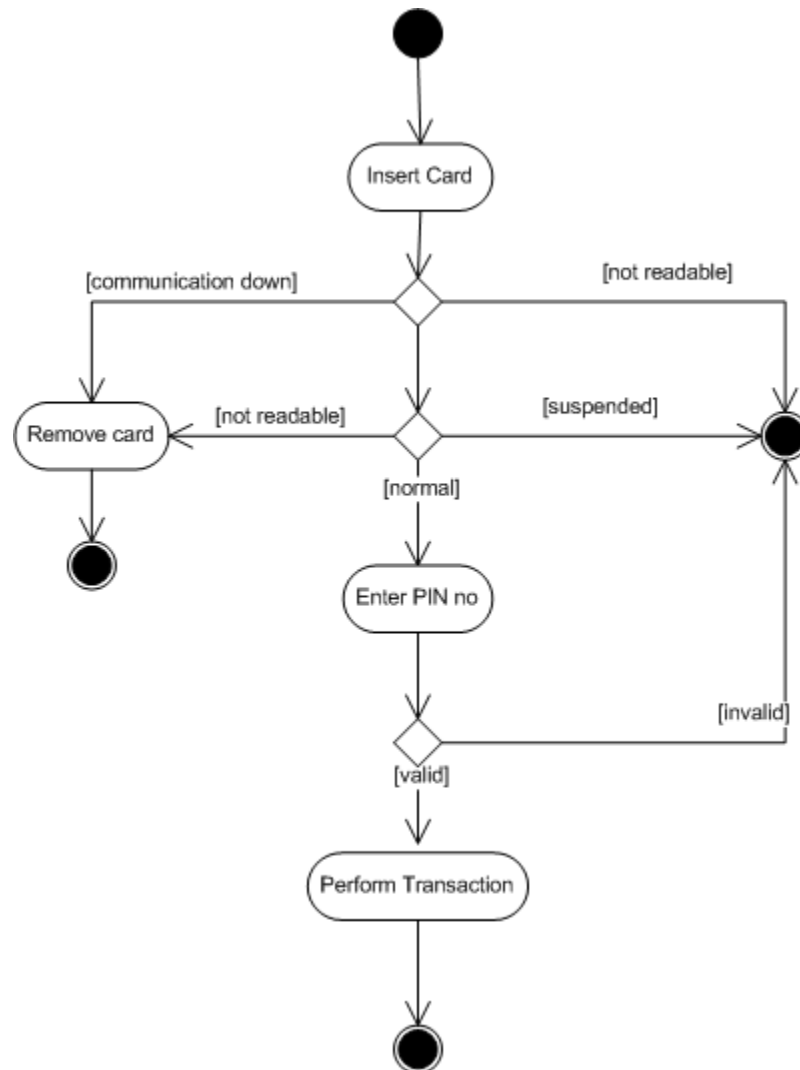 Insert Card
[communication down]
[not readable]
Remove card
[not readable]
[suspended]
[normal]
Enter PIN no
[invalid]
[valid]
Perform Transaction